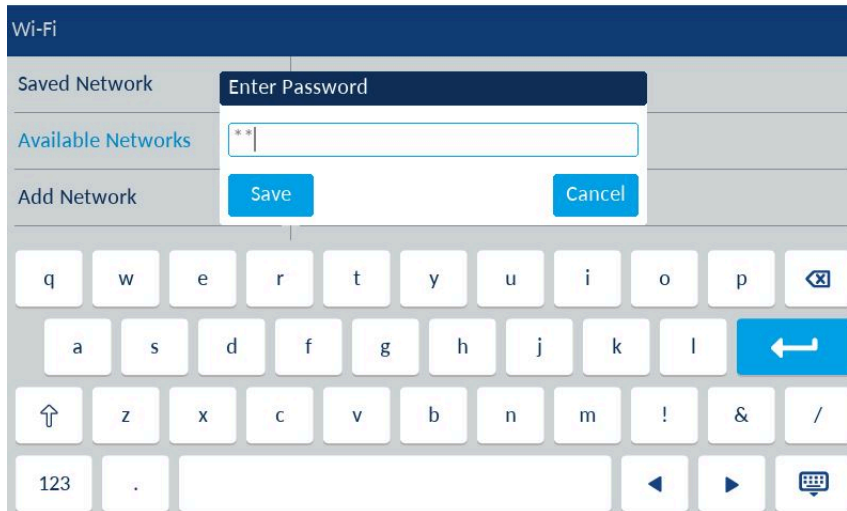 Wi-Fi
Saved Network
Enter Password
Available Networks
**
Add Network
Save
Cancel
q w e r t y u i o p
a s d f g h j k l
z x c v b n m ! & /
123 .